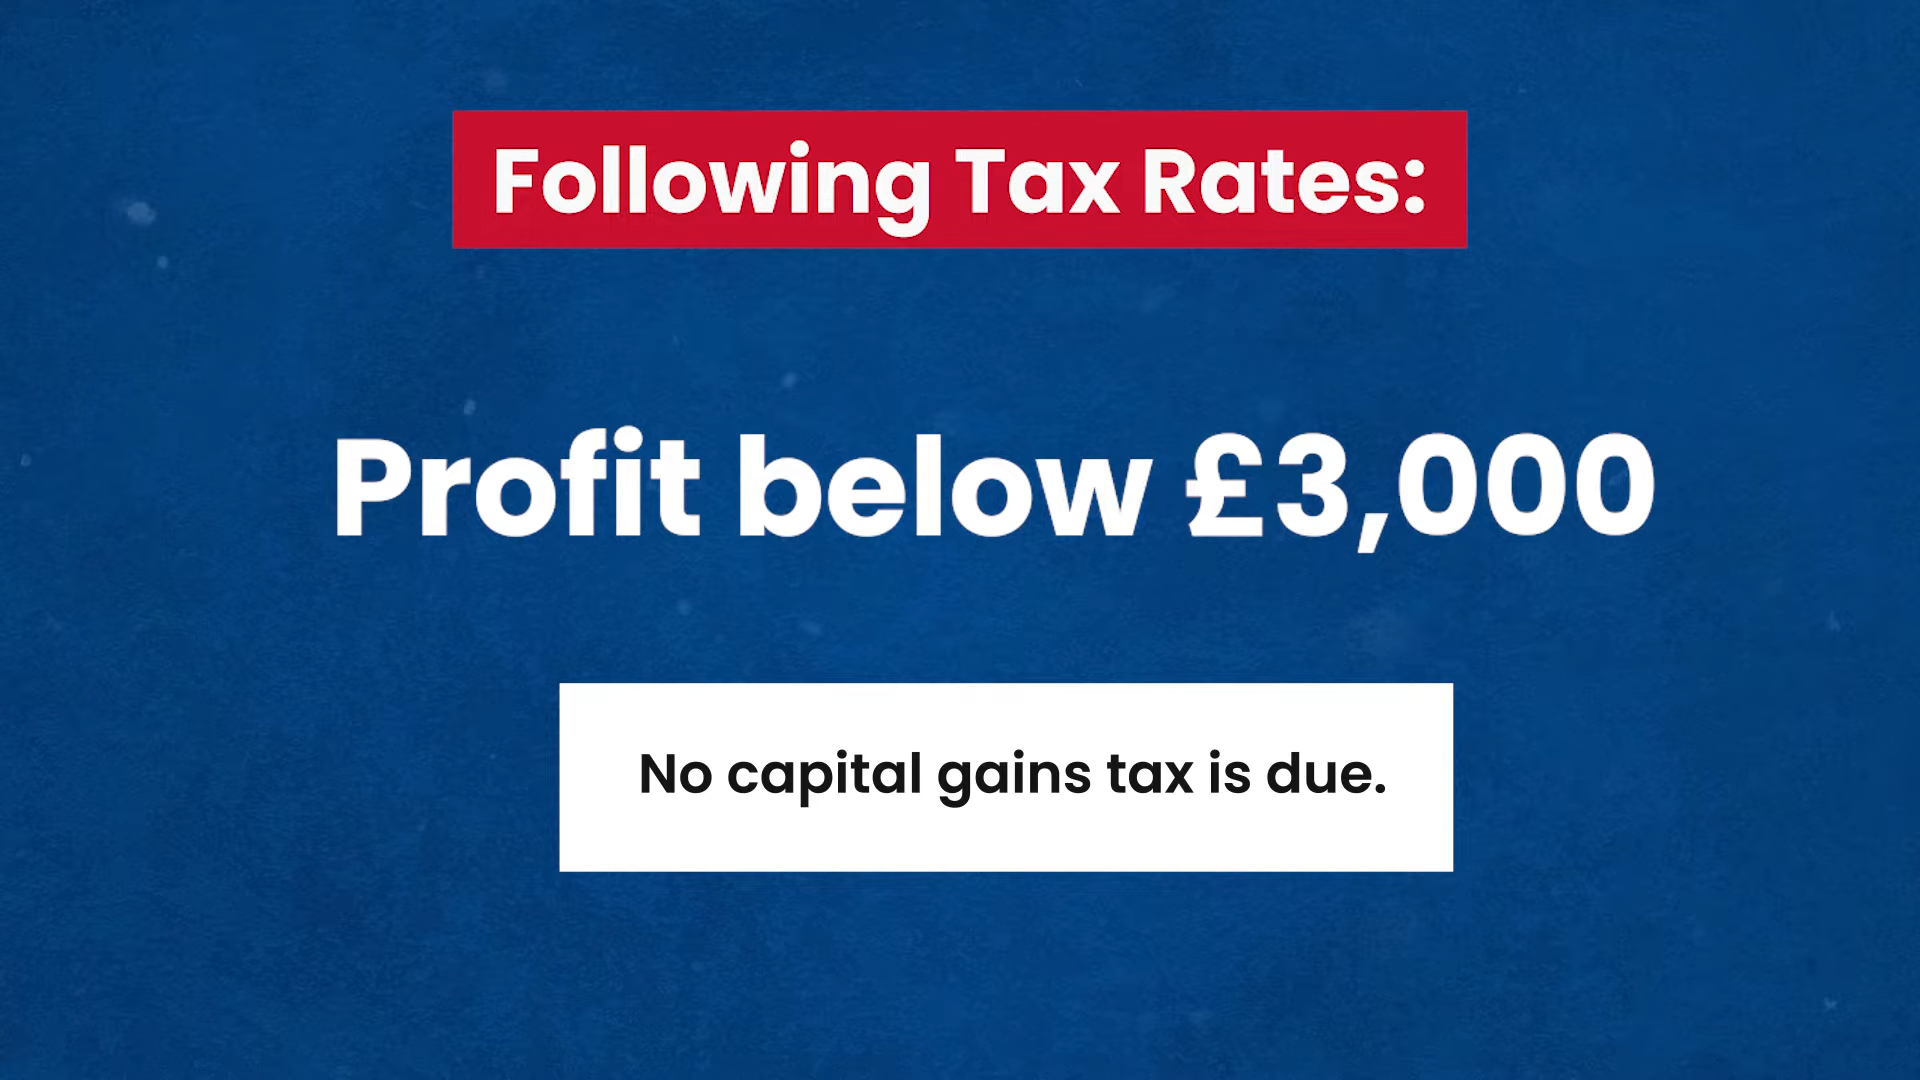 Following Tax Rates:
Profit below £3,000
No capital gains tax is due.